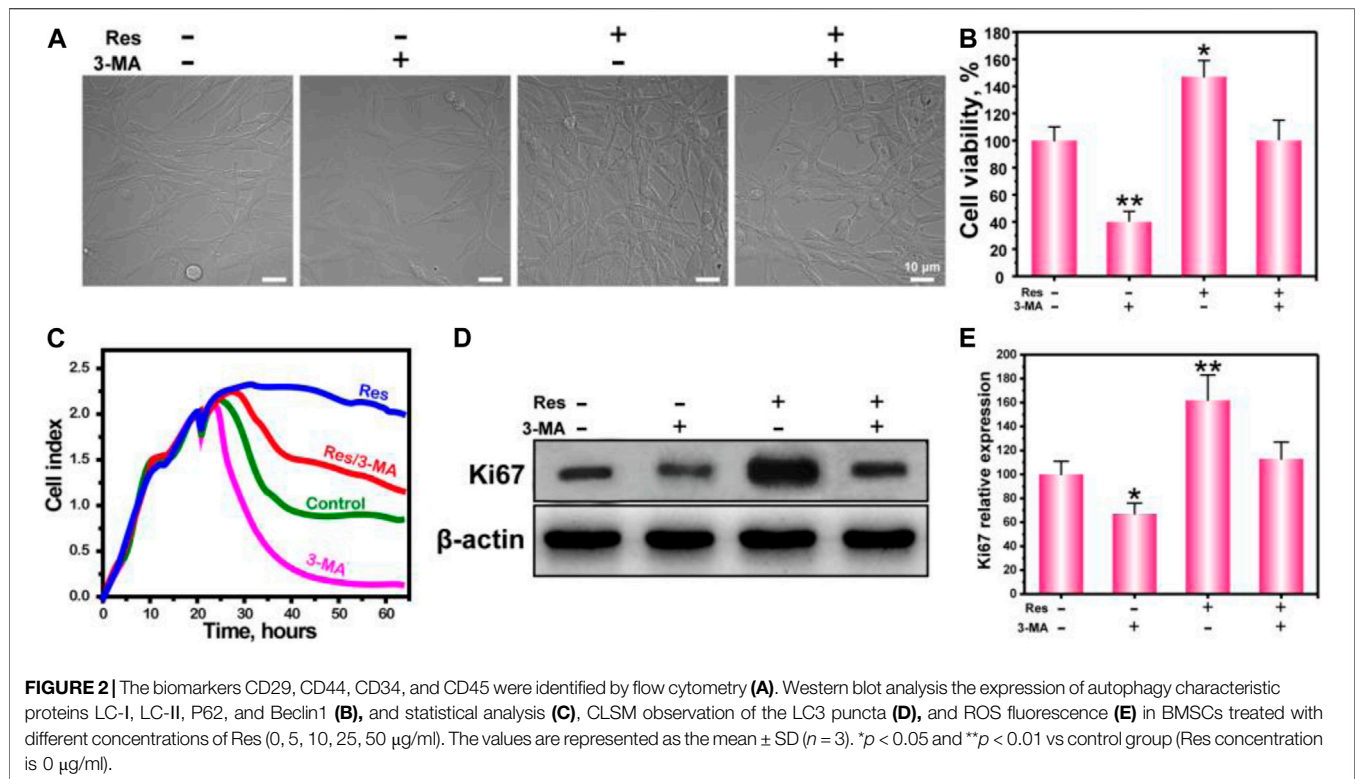 A
Res – – + +
3-MA – + – +
10 μm
B
Cell viability, %
180
160
140
120
100
80
60
40
20
0
*
**
Res – – + +
3-MA – + – +
C
Cell index
2.5
2.0
1.5
1.0
0.5
0.0
Res
Res/3-MA
Control
3-MA
0 10 20 30 40 50 60
Time, hours
D
Res – – + +
3-MA – + – +
Ki67
β-actin
E
Ki67 relative expression
200
180
160
140
120
100
80
60
40
20
0
*
**
Res – – + +
3-MA – + – +
FIGURE 2 | The biomarkers CD29, CD44, CD34, and CD45 were identified by flow cytometry (A). Western blot analysis the expression of autophagy characteristic
proteins LC-I, LC-II, P62, and Beclin1 (B), and statistical analysis (C), CLSM observation of the LC3 puncta (D), and ROS fluorescence (E) in BMSCs treated with
different concentrations of Res (0, 5, 10, 25, 50 μg/ml). The values are represented as the mean ± SD (n = 3). *p < 0.05 and **p < 0.01 vs control group (Res concentration
is 0 μg/ml).